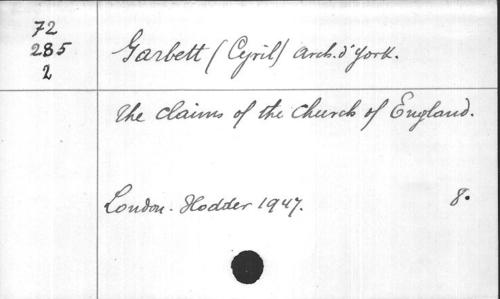 72
285
2
Garbett (Cyril) Arch. d'York.
The claims of the Church of England.
London. Hodder 1947. 8.